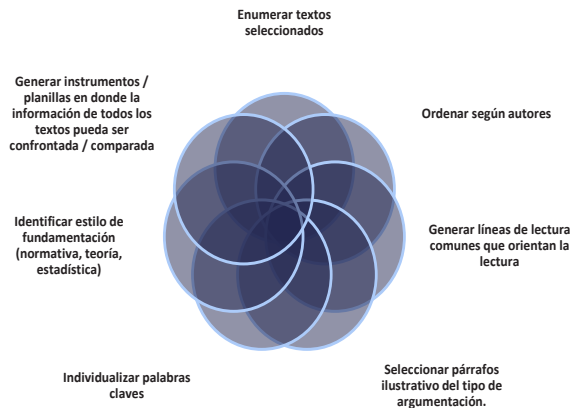 Enumerar textos
seleccionados
Ordenar según autores
Generar líneas de lectura
comunes que orientan la
lectura
Seleccionar párrafos
ilustrativo del tipo de
argumentación.
Individualizar palabras
claves
Identificar estilo de
fundamentación
(normativa, teoría,
estadística)
Generar instrumentos /
planillas en donde la
información de todos los
textos pueda ser
confrontada / comparada